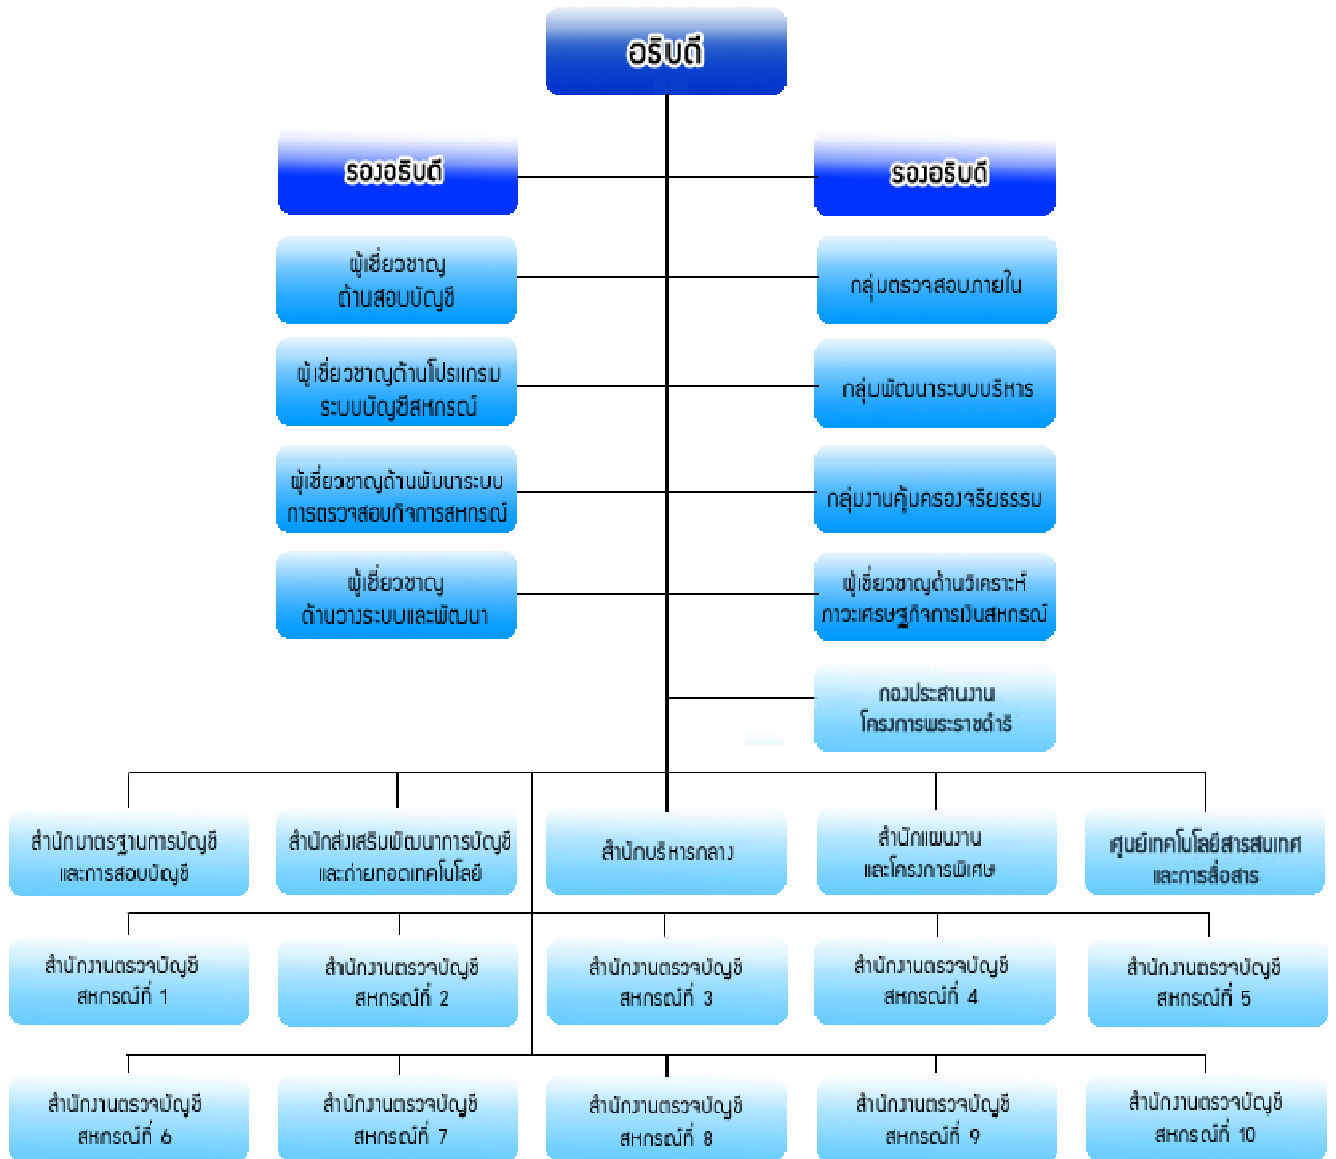 อธิบดี
รองอธิบดี
รองอธิบดี
ผู้เชี่ยวชาญ
ด้านสอบบัญชี
กลุ่มตรวจสอบภายใน
ผู้เชี่ยวชาญด้านโปรแกรม
ระบบบัญชีสหกรณ์
กลุ่มพัฒนาระบบบริหาร
ผู้เชี่ยวชาญด้านพัฒนาระบบ
การตรวจสอบกิจการสหกรณ์
กลุ่มงานคุ้มครองจริยธรรม
ผู้เชี่ยวชาญ
ด้านวางระบบและพัฒนา
ผู้เชี่ยวชาญด้านวิเคราะห์
ภาวะเศรษฐกิจการเงินสหกรณ์
กองประสานงาน
โครงการพระราชดำริ
สำนักมาตรฐานการบัญชี
และการสอบบัญชี
สำนักส่งเสริมพัฒนาการบัญชี
และถ่ายทอดเทคโนโลยี
สำนักบริหารกลาง
สำนักแผนงาน
และโครงการพิเศษ
ศูนย์เทคโนโลยีสารสนเทศ
และการสื่อสาร
สำนักงานตรวจบัญชี
สหกรณ์ที่ 1
สำนักงานตรวจบัญชี
สหกรณ์ที่ 2
สำนักงานตรวจบัญชี
สหกรณ์ที่ 3
สำนักงานตรวจบัญชี
สหกรณ์ที่ 4
สำนักงานตรวจบัญชี
สหกรณ์ที่ 5
สำนักงานตรวจบัญชี
สหกรณ์ที่ 6
สำนักงานตรวจบัญชี
สหกรณ์ที่ 7
สำนักงานตรวจบัญชี
สหกรณ์ที่ 8
สำนักงานตรวจบัญชี
สหกรณ์ที่ 9
สำนักงานตรวจบัญชี
สหกรณ์ที่ 10